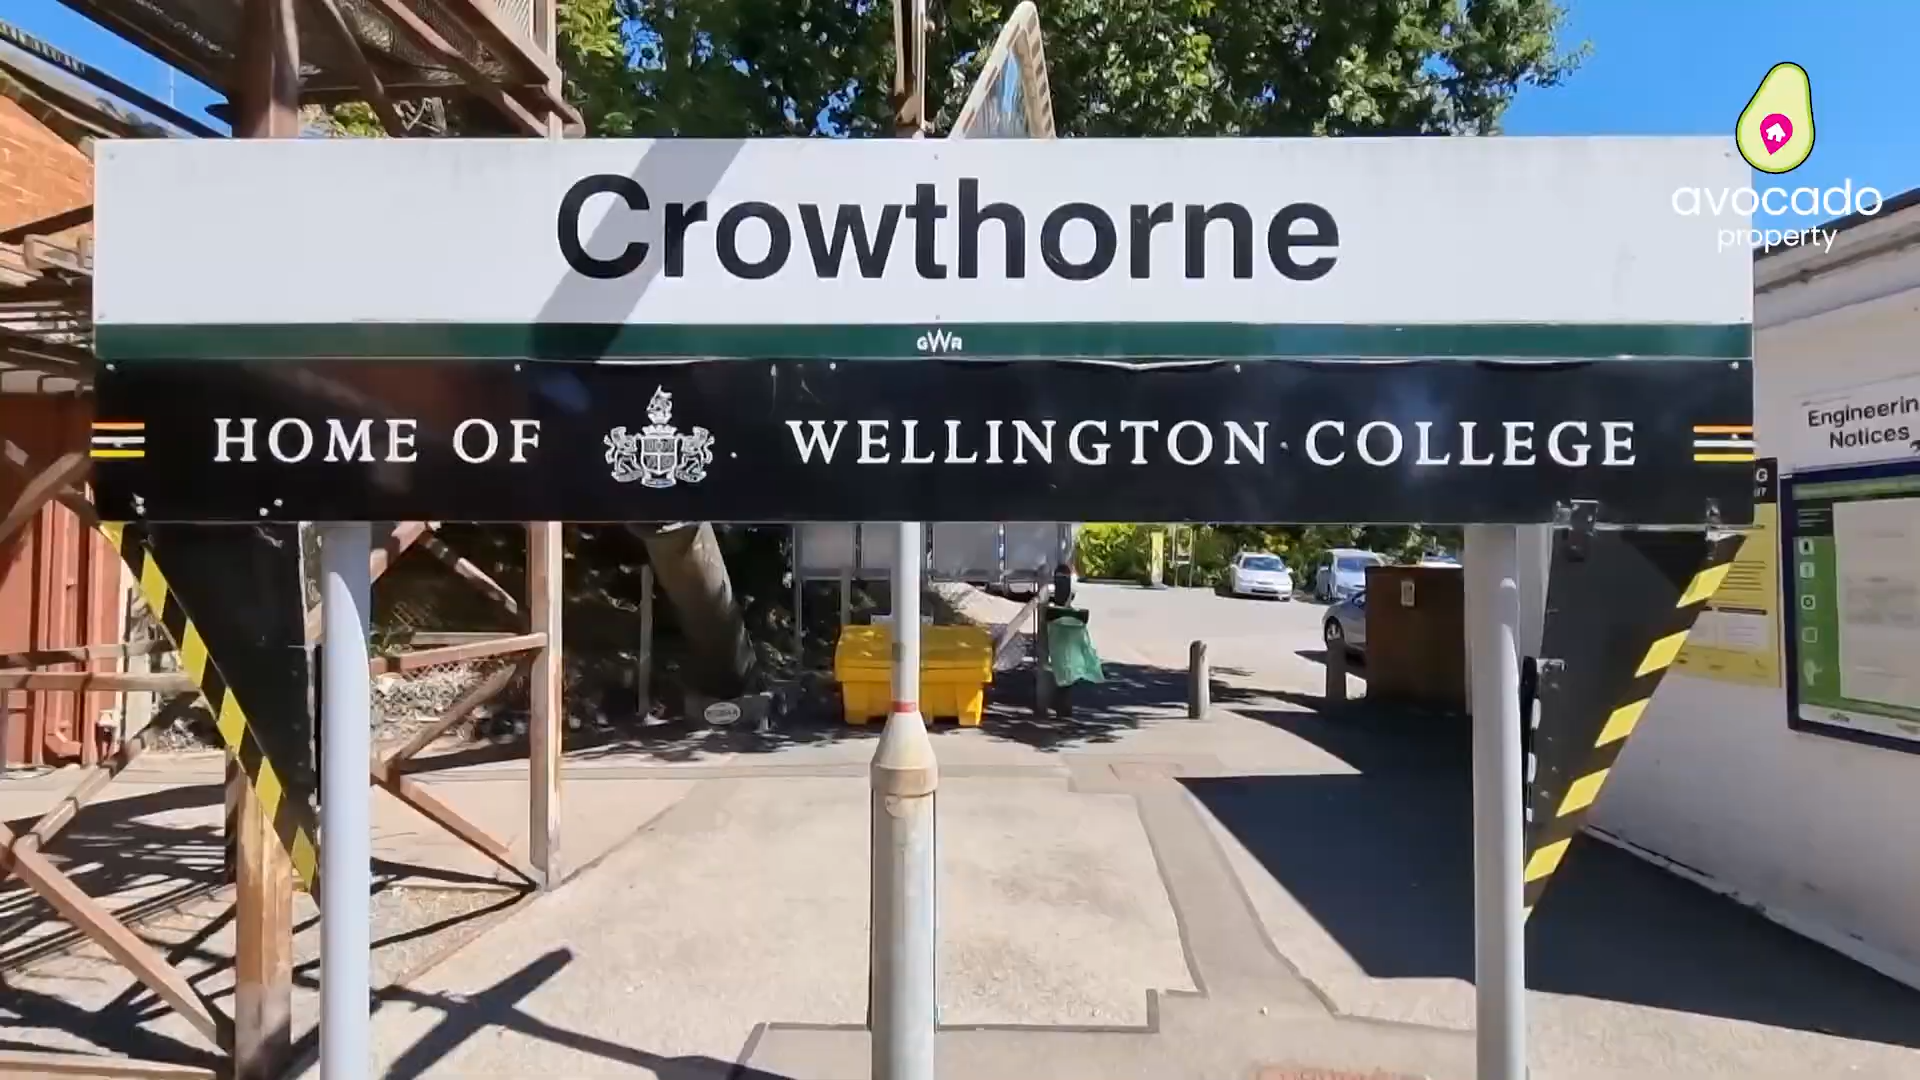 Crowthorne
GWR
HOME OF WELLINGTON COLLEGE
avocado
property
Engineerin
Notices